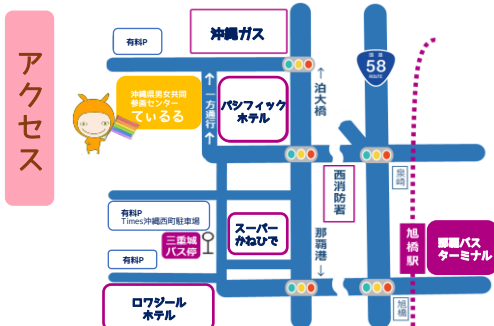 アクセス
有料P
沖縄ガス
国道
58
ROUTE
↑泊大橋
沖縄県男女共同
参画センター
てぃるる
↑一方通行↑
パシフィック
ホテル
西消防署
泉崎
有料P
Times沖縄西町駐車場
三重城
バス停
スーパー
かねひで
那覇港↓
旭橋駅
那覇バス
ターミナル
有料P
ロワジール
ホテル
旭橋